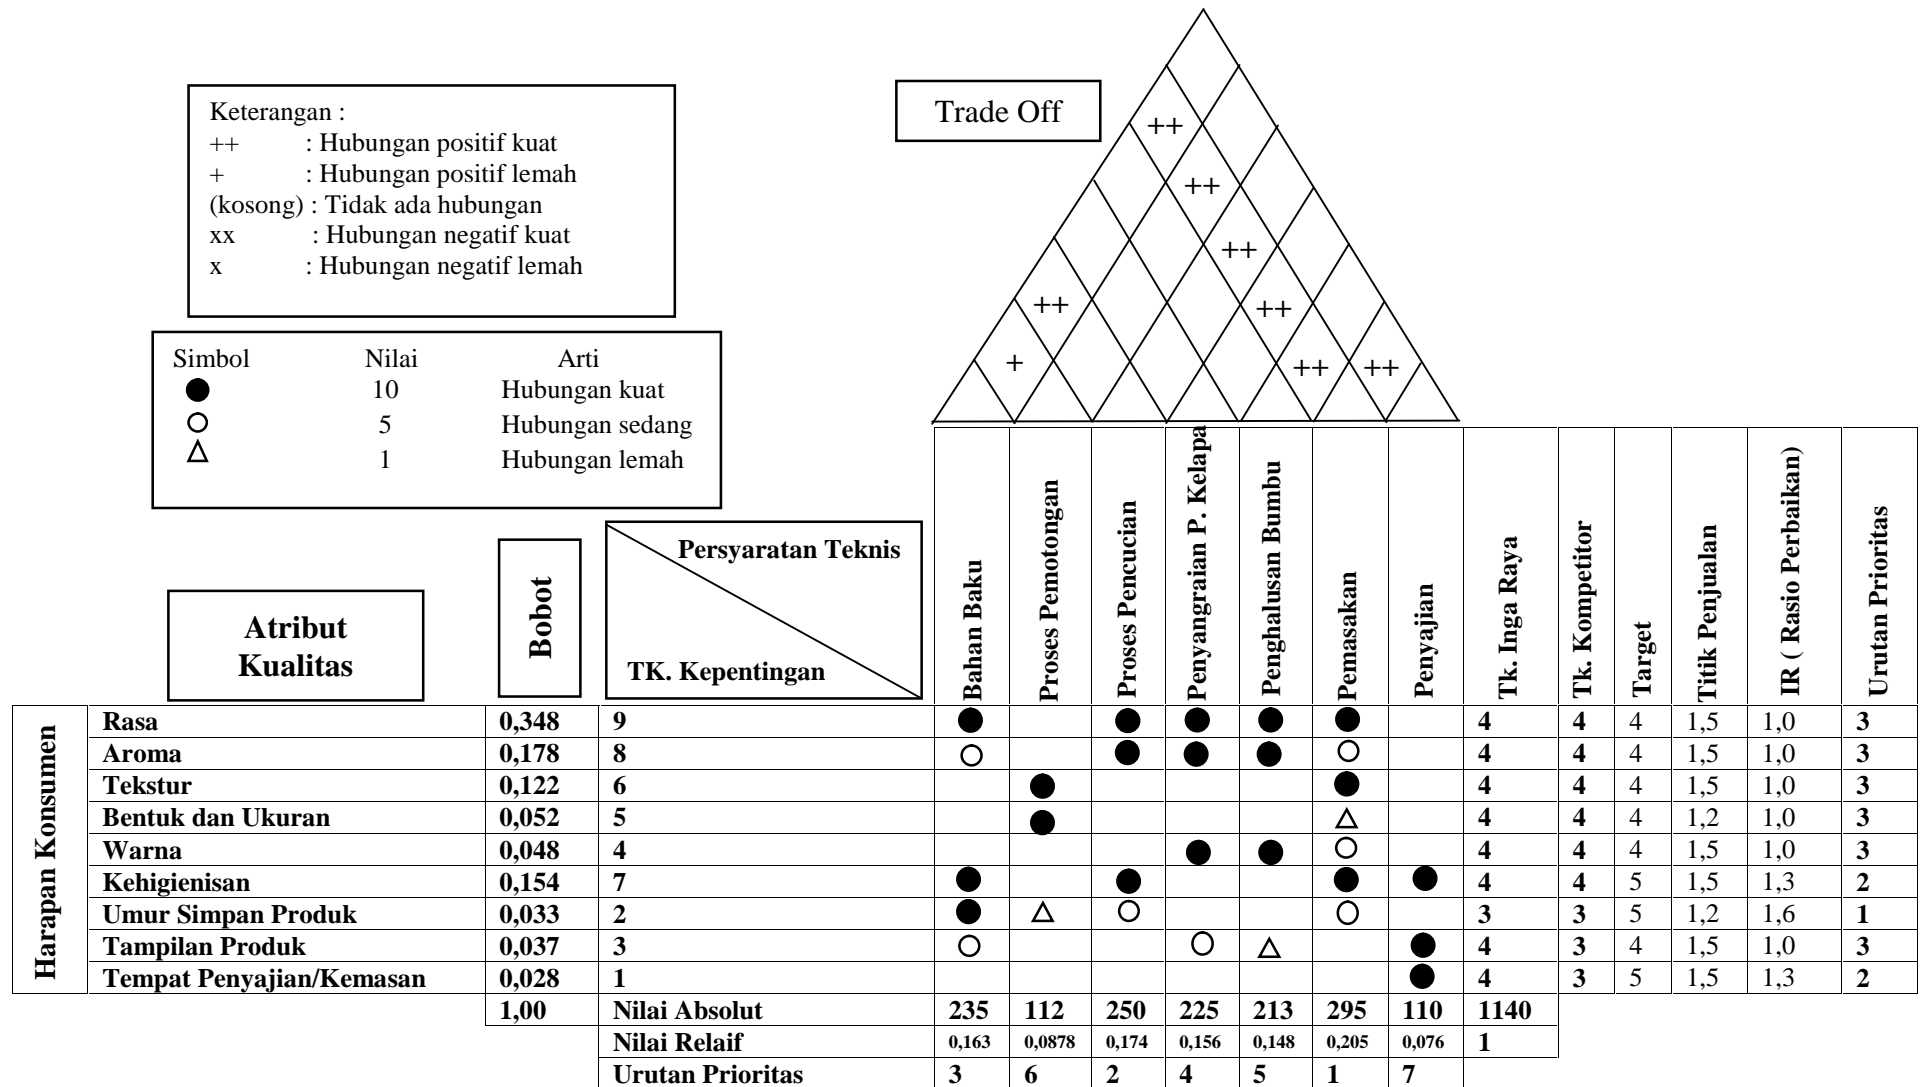 Keterangan :
++ : Hubungan positif kuat
+ : Hubungan positif lemah
(kosong) : Tidak ada hubungan
xx : Hubungan negatif kuat
x : Hubungan negatif lemah
Trade Off
++
++
++
++ ++
+ ++ ++
Simbol Nilai Arti
● 10 Hubungan kuat
○ 5 Hubungan sedang
△ 1 Hubungan lemah
Atribut
Kualitas
Bobot
Persyaratan Teknis
TK. Kepentingan
Bahan Baku
Proses Pemotongan
Proses Pencucian
Penyangraian P. Kelapa
Penghalusan Bumbu
Pemasakan
Penyajian
Tk. Inga Raya
Tk. Kompetitor
Target
Titik Penjualan
IR ( Rasio Perbaikan)
Urutan Prioritas
Harapan Konsumen
Rasa 0,348 9 ● ● ● ● ● 4 4 4 1,5 1,0 3
Aroma 0,178 8 ○ ● ● ● ○ 4 4 4 1,5 1,0 3
Tekstur 0,122 6 ● ● 4 4 4 1,5 1,0 3
Bentuk dan Ukuran 0,052 5 ● △ 4 4 4 1,2 1,0 3
Warna 0,048 4 ● ● ○ 4 4 4 1,5 1,0 3
Kehigienisan 0,154 7 ● ● ● ● 4 4 5 1,5 1,3 2
Umur Simpan Produk 0,033 2 ● △ ○ ○ 3 3 5 1,2 1,6 1
Tampilan Produk 0,037 3 ○ ○ △ ● 4 3 4 1,5 1,0 3
Tempat Penyajian/Kemasan 0,028 1 ● 4 3 5 1,5 1,3 2
1,00 Nilai Absolut 235 112 250 225 213 295 110 1140
Nilai Relaif 0,163 0,0878 0,174 0,156 0,148 0,205 0,076 1
Urutan Prioritas 3 6 2 4 5 1 7